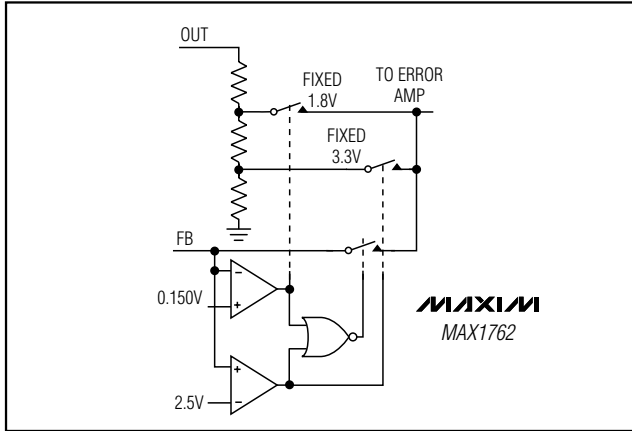 OUT
FIXED
1.8V
TO ERROR
AMP
FIXED
3.3V
FB
−
0.150V
+
MAXIM
MAX1762
+
2.5V
−